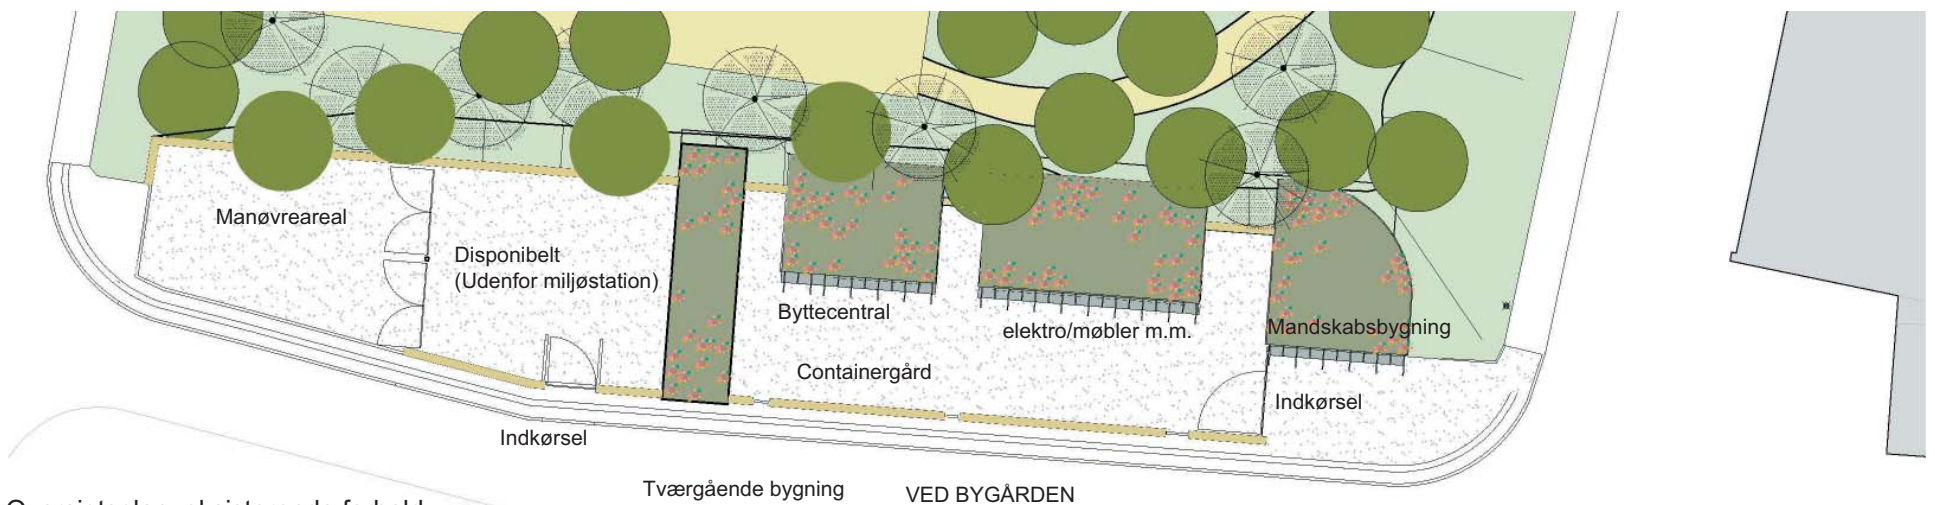 Manøvreareal
Disponibelt
(Udenfor miljøstation)
Byttecentral
elektro/møbler m.m.
Mandskabsbygning
Containergård
Indkørsel
Indkørsel
Tværgående bygning
VED BYGÅRDEN